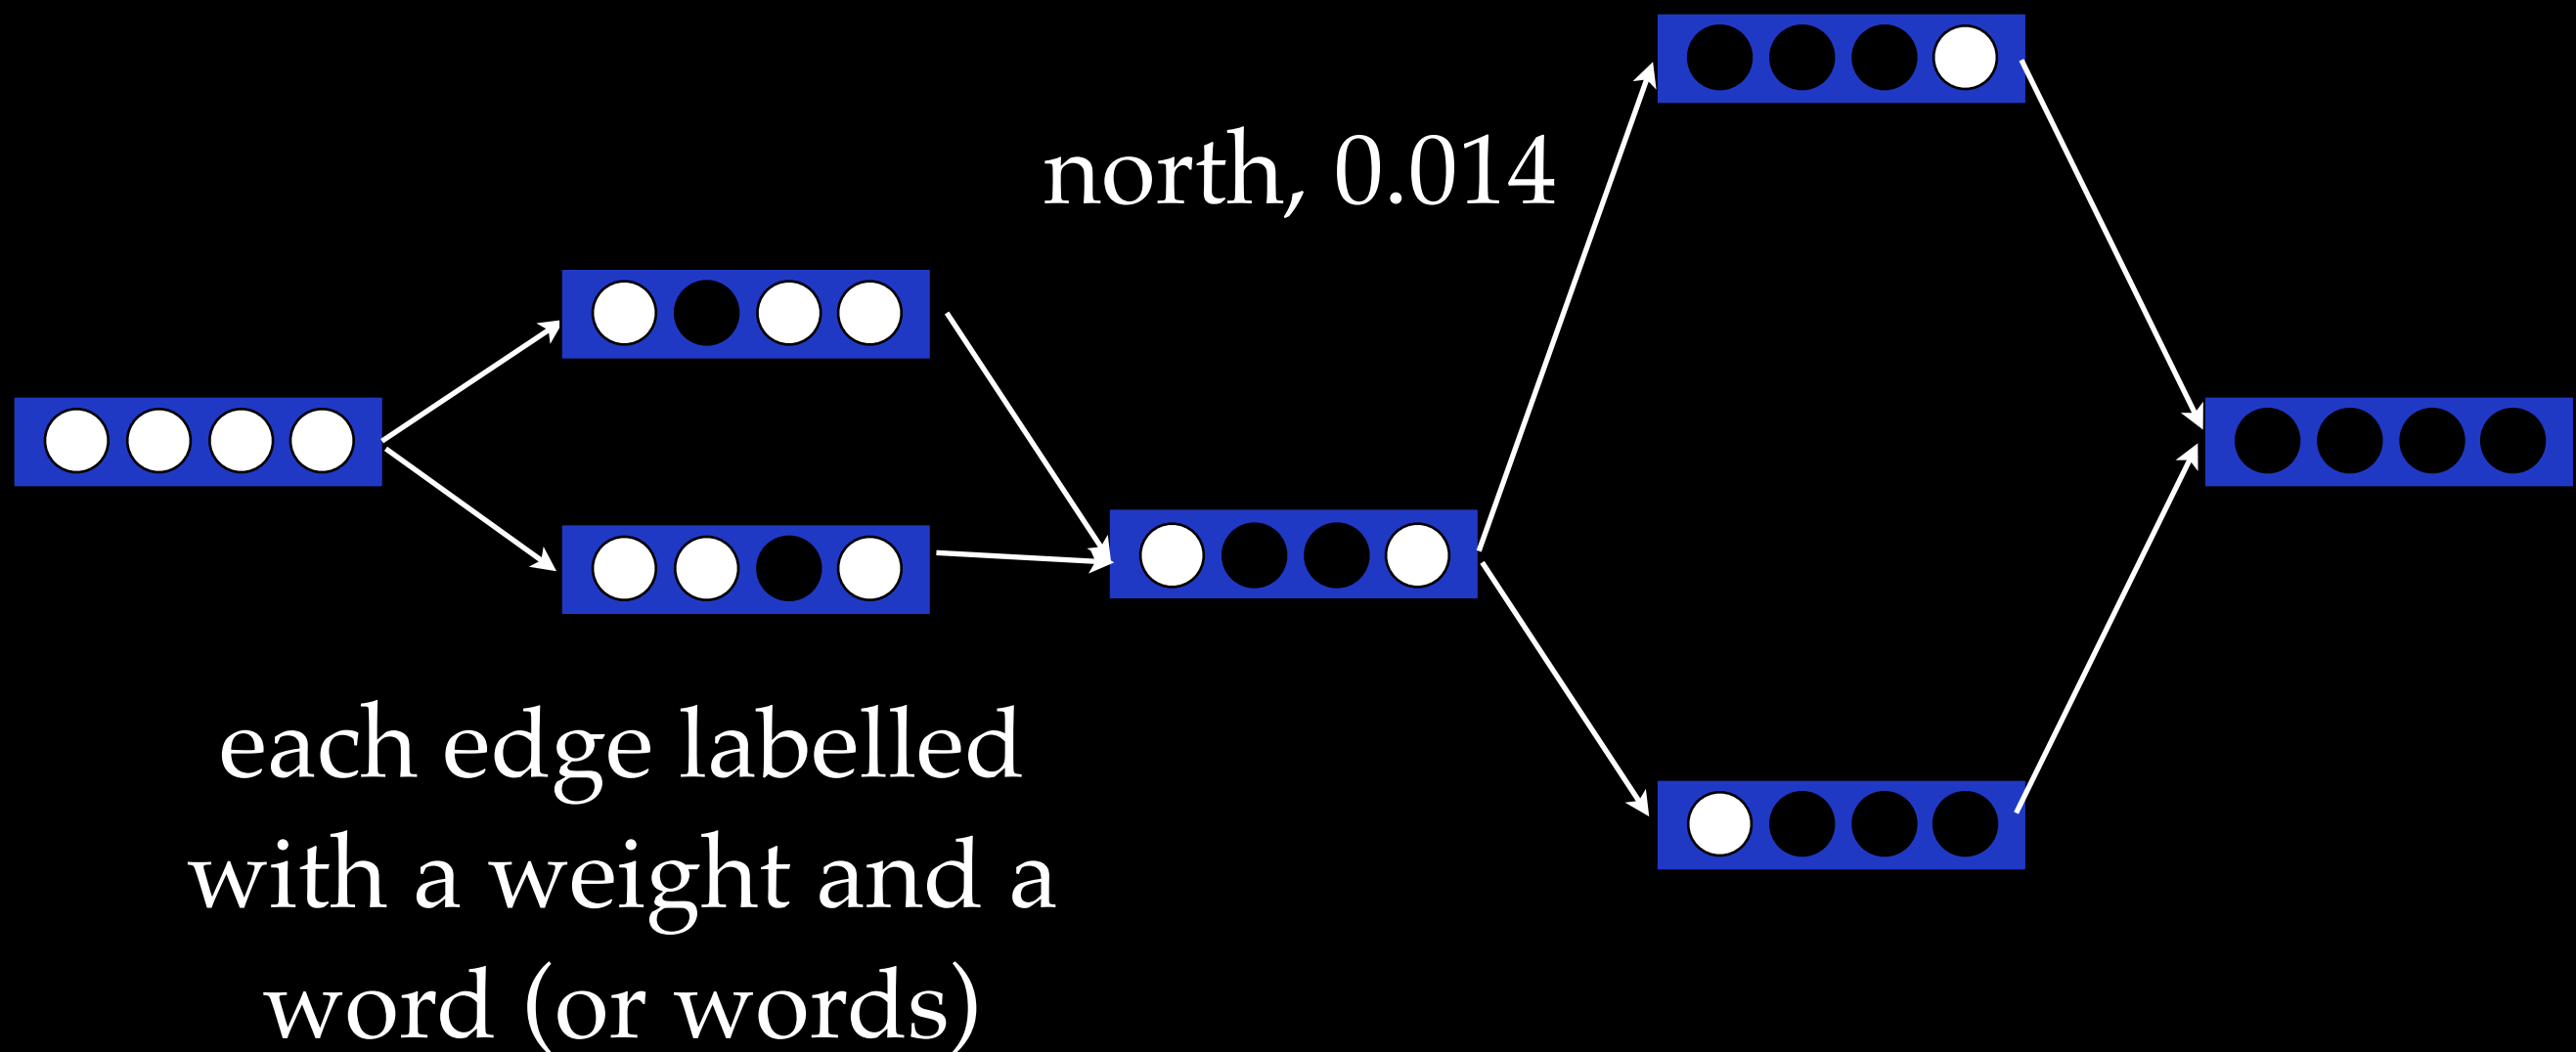 north, 0.014
each edge labelled
with a weight and a
word (or words)